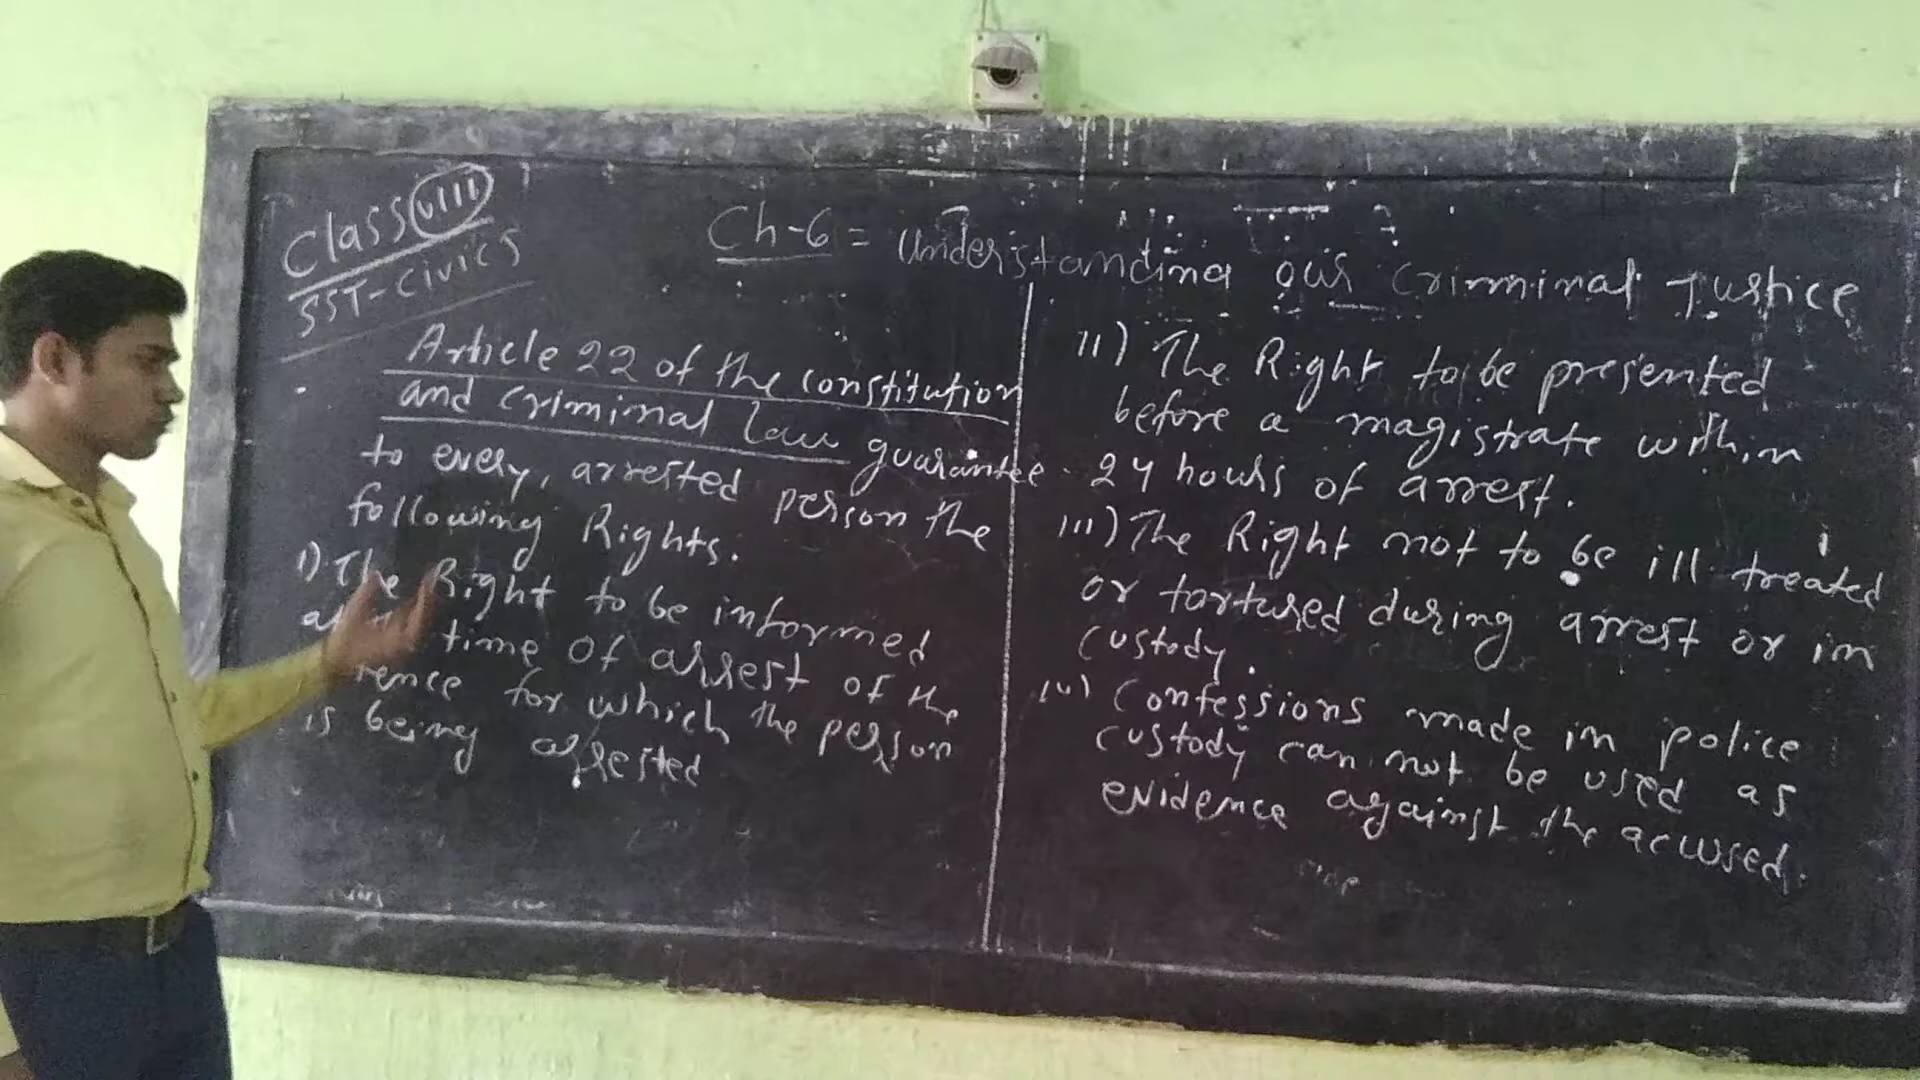 Class VIII
SST-Civics
Ch-6 = Understanding our Criminal Justice
Article 22 of the constitution
and criminal law guarantee
to every, arrested person the
following Rights.
i) The Right to be informed
time of arrest of the
for which the person
is being arrested
ii) The Right to be presented
before a magistrate within
24 hours of arrest.
iii) The Right not to be ill treated
or tortured during arrest or in
custody.
iv) Confessions made in police
custody can not be used as
evidence against the acused.